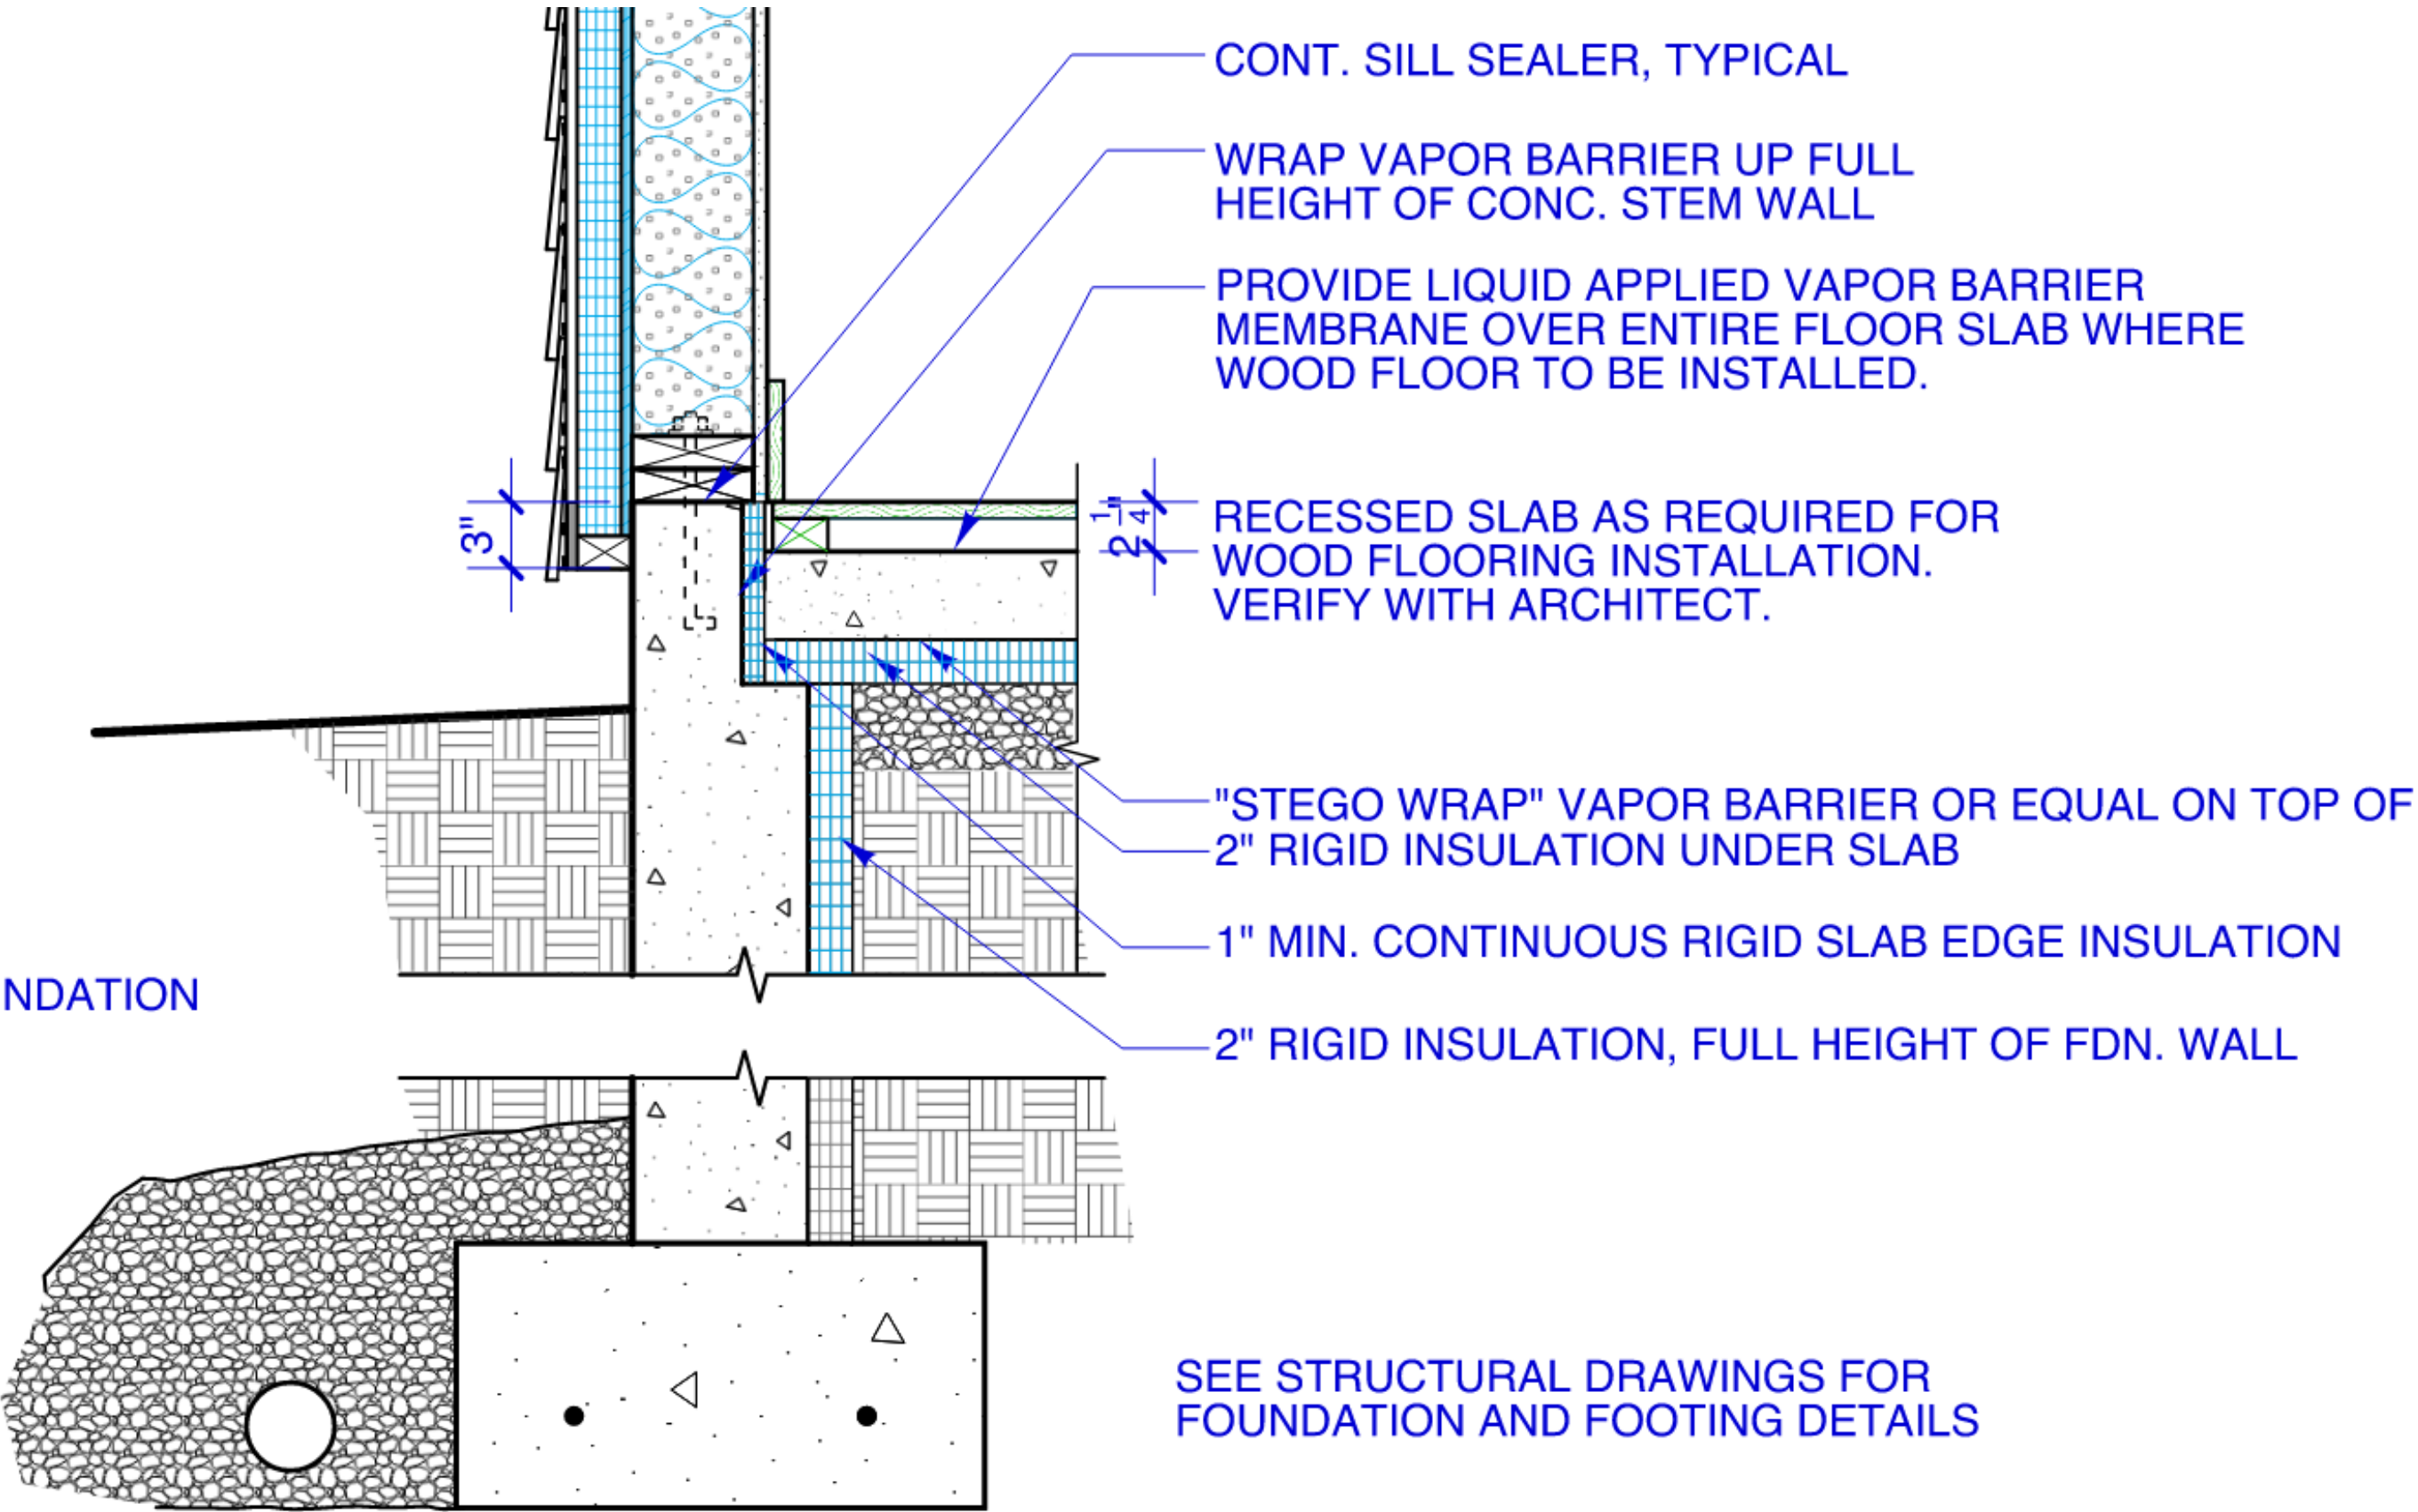 CONT. SILL SEALER, TYPICAL
WRAP VAPOR BARRIER UP FULL
HEIGHT OF CONC. STEM WALL
PROVIDE LIQUID APPLIED VAPOR BARRIER
MEMBRANE OVER ENTIRE FLOOR SLAB WHERE
WOOD FLOOR TO BE INSTALLED.
3"
2 1/4"
RECESSED SLAB AS REQUIRED FOR
WOOD FLOORING INSTALLATION.
VERIFY WITH ARCHITECT.
"STEGO WRAP" VAPOR BARRIER OR EQUAL ON TOP OF
2" RIGID INSULATION UNDER SLAB
1" MIN. CONTINUOUS RIGID SLAB EDGE INSULATION
NDATION
2" RIGID INSULATION, FULL HEIGHT OF FDN. WALL
SEE STRUCTURAL DRAWINGS FOR
FOUNDATION AND FOOTING DETAILS